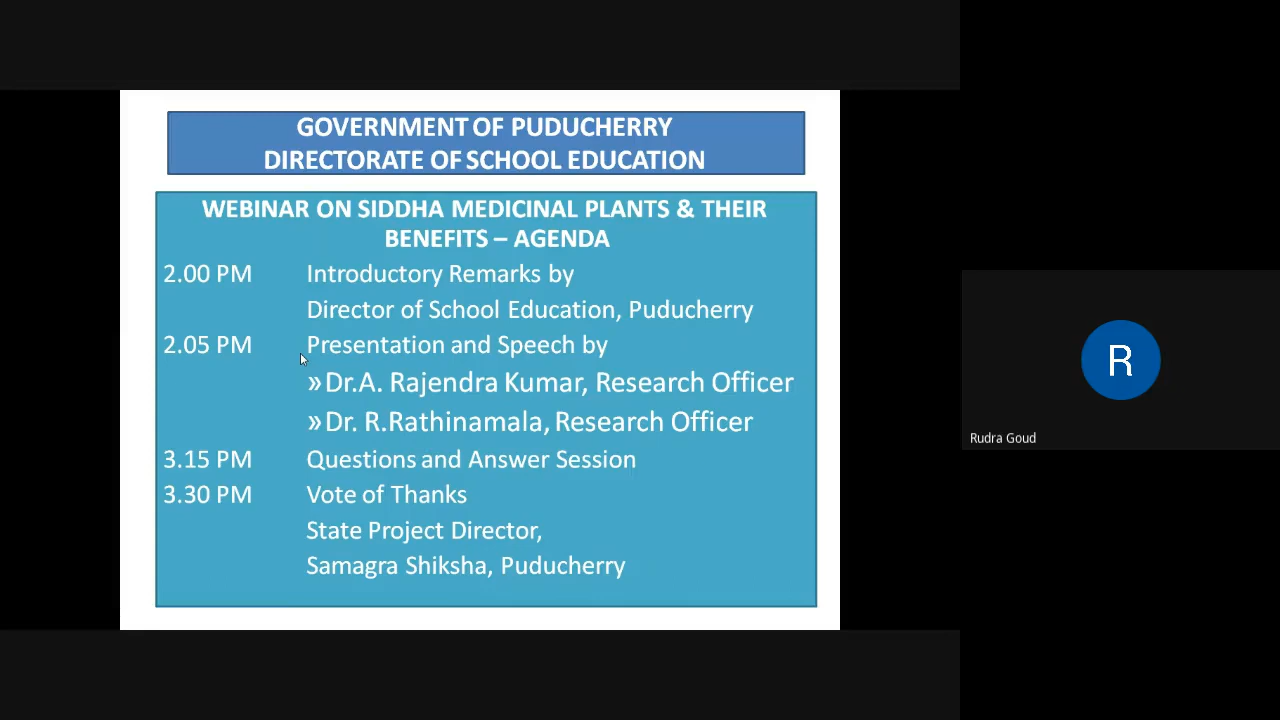 GOVERNMENT OF PUDUCHERRY
DIRECTORATE OF SCHOOL EDUCATION
WEBINAR ON SIDDHA MEDICINAL PLANTS & THEIR
BENEFITS – AGENDA
2.00 PM Introductory Remarks by
Director of School Education, Puducherry
2.05 PM Presentation and Speech by
»Dr.A. Rajendra Kumar, Research Officer
»Dr. R.Rathinamala, Research Officer
3.15 PM Questions and Answer Session
3.30 PM Vote of Thanks
State Project Director,
Samagra Shiksha, Puducherry
R
Rudra Goud